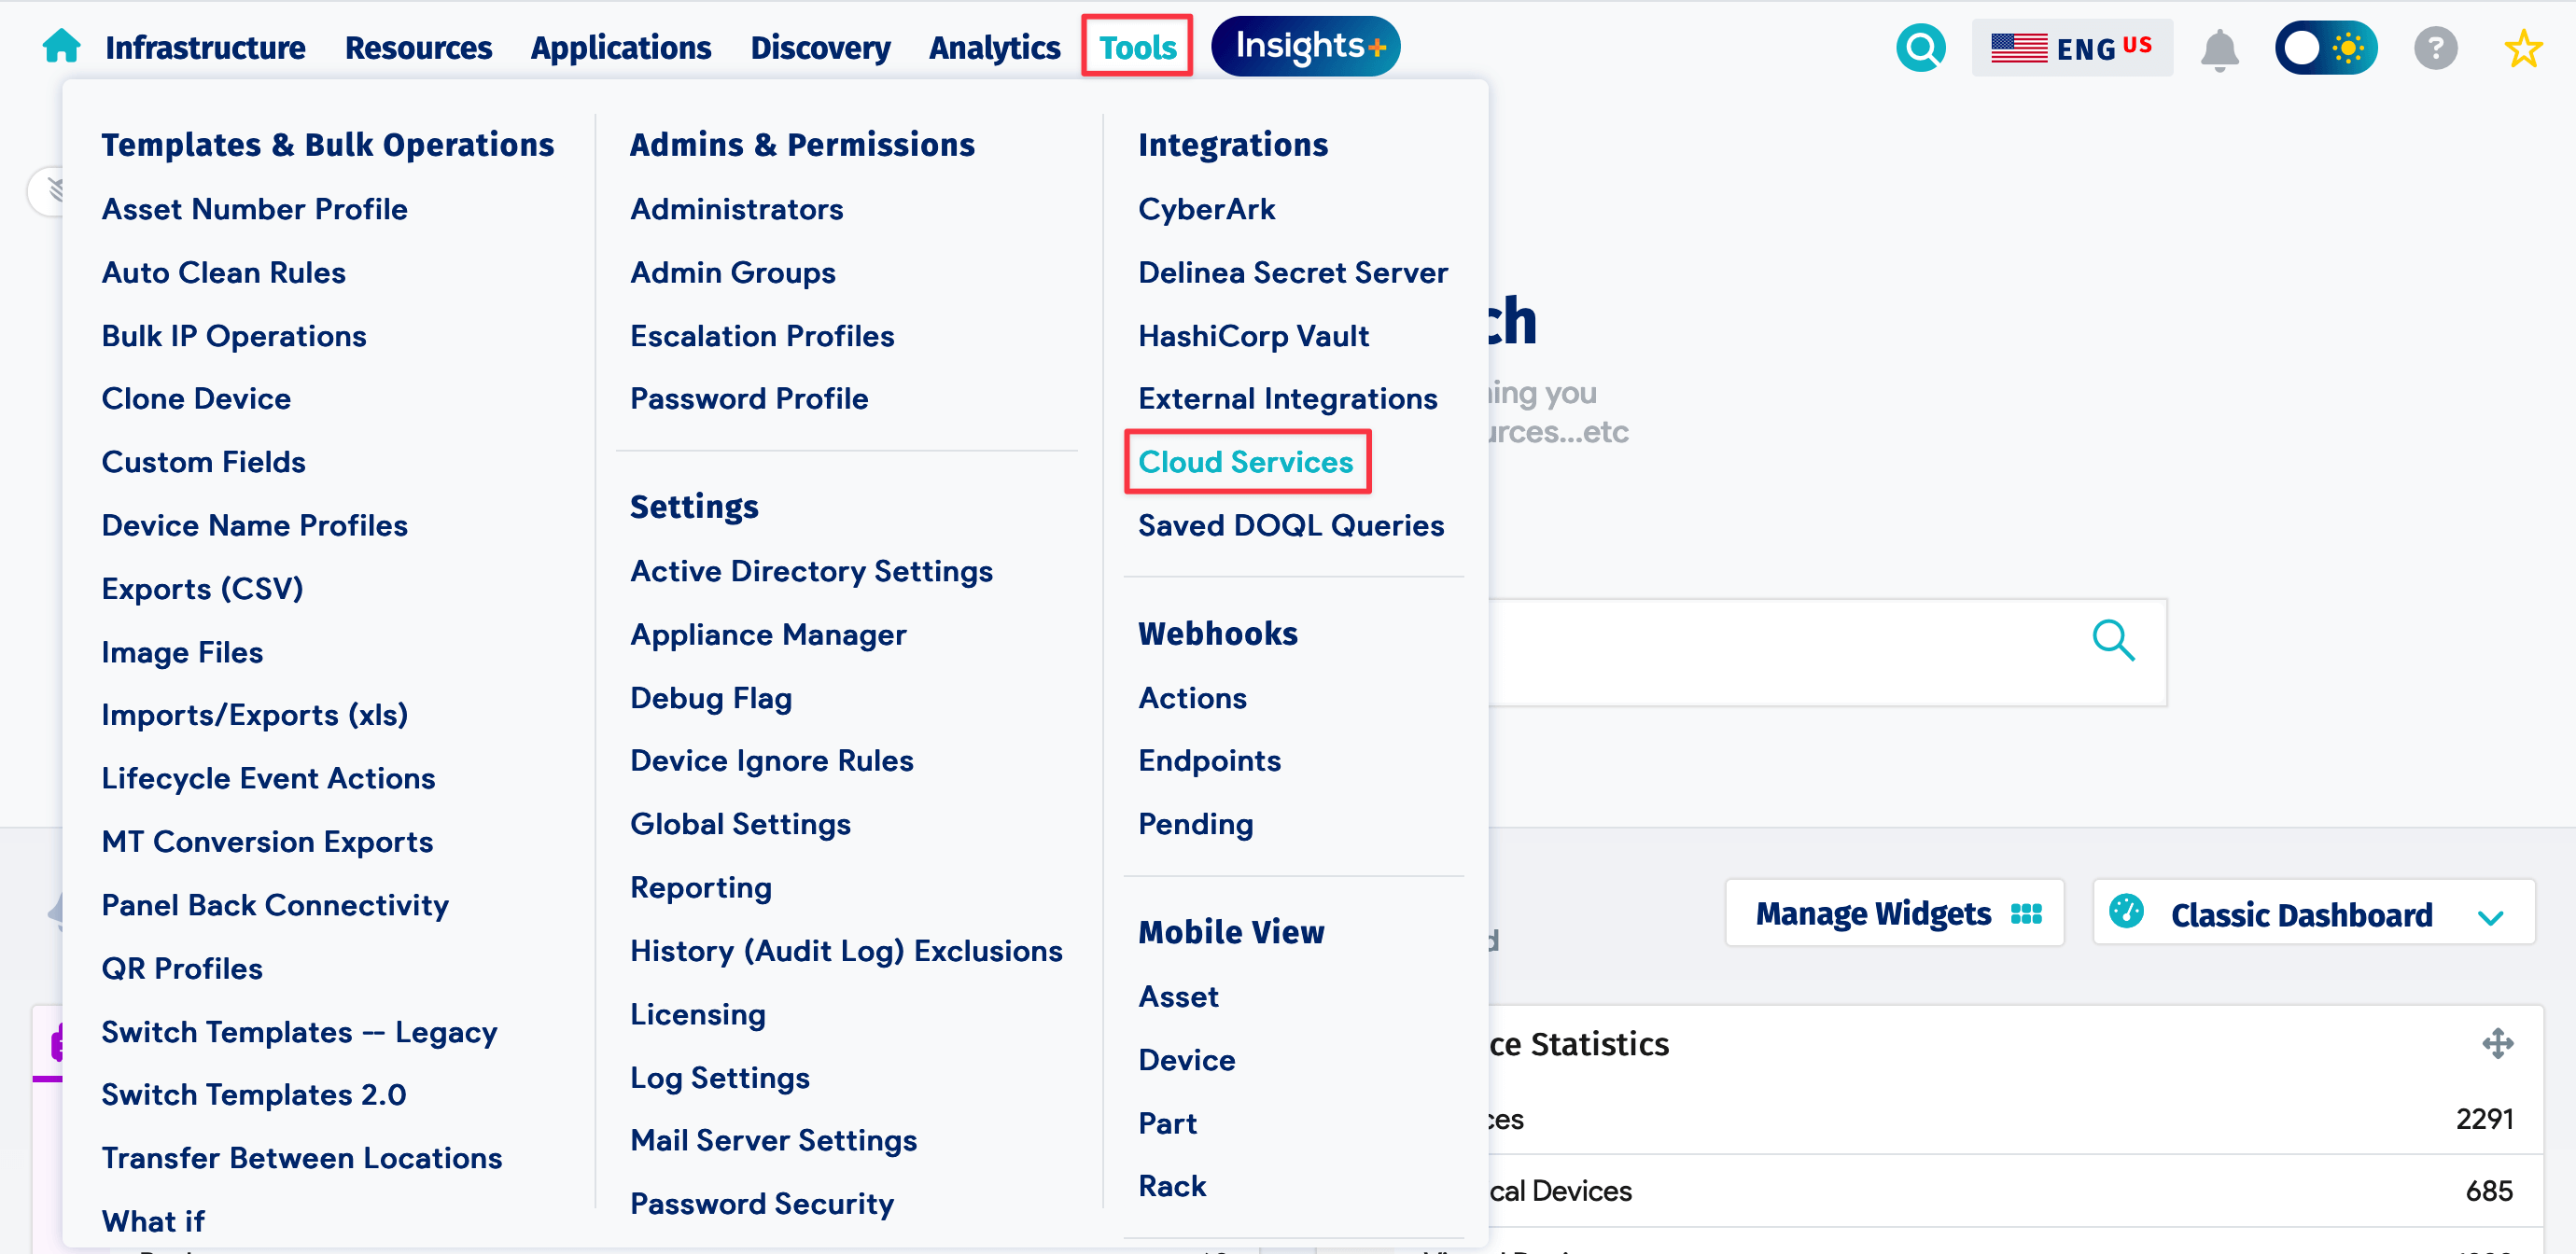 Infrastructure Resources Applications Discovery Analytics Tools Insights+ ENG US ?
Templates & Bulk Operations
Asset Number Profile
Auto Clean Rules
Bulk IP Operations
Clone Device
Custom Fields
Device Name Profiles
Exports (CSV)
Image Files
Imports/Exports (xls)
Lifecycle Event Actions
MT Conversion Exports
Panel Back Connectivity
QR Profiles
Switch Templates -- Legacy
Switch Templates 2.0
Transfer Between Locations
What if
Admins & Permissions
Administrators
Admin Groups
Escalation Profiles
Password Profile
Settings
Active Directory Settings
Appliance Manager
Debug Flag
Device Ignore Rules
Global Settings
Reporting
History (Audit Log) Exclusions
Licensing
Log Settings
Mail Server Settings
Password Security
Integrations
CyberArk
Delinea Secret Server
HashiCorp Vault
External Integrations
Cloud Services
Saved DOQL Queries
Webhooks
Actions
Endpoints
Pending
Mobile View
Asset
Device
Part
Rack
ch
ing you
urces...etc
Manage Widgets
Classic Dashboard
d
ce Statistics
ces 2291
cal Devices 685